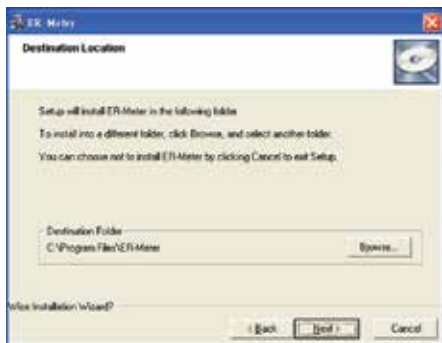 ER-Meter
Destination Location
Setup will install ER-Meter in the following folder
To install into a different folder, click Browse, and select another folder.
You can choose not to install ER-Meter by clicking Cancel to exit Setup.
Destination Folder
C:\Program Files\ER-Meter
Browse...
Wise Installation Wizard?
< Back
Next >
Cancel